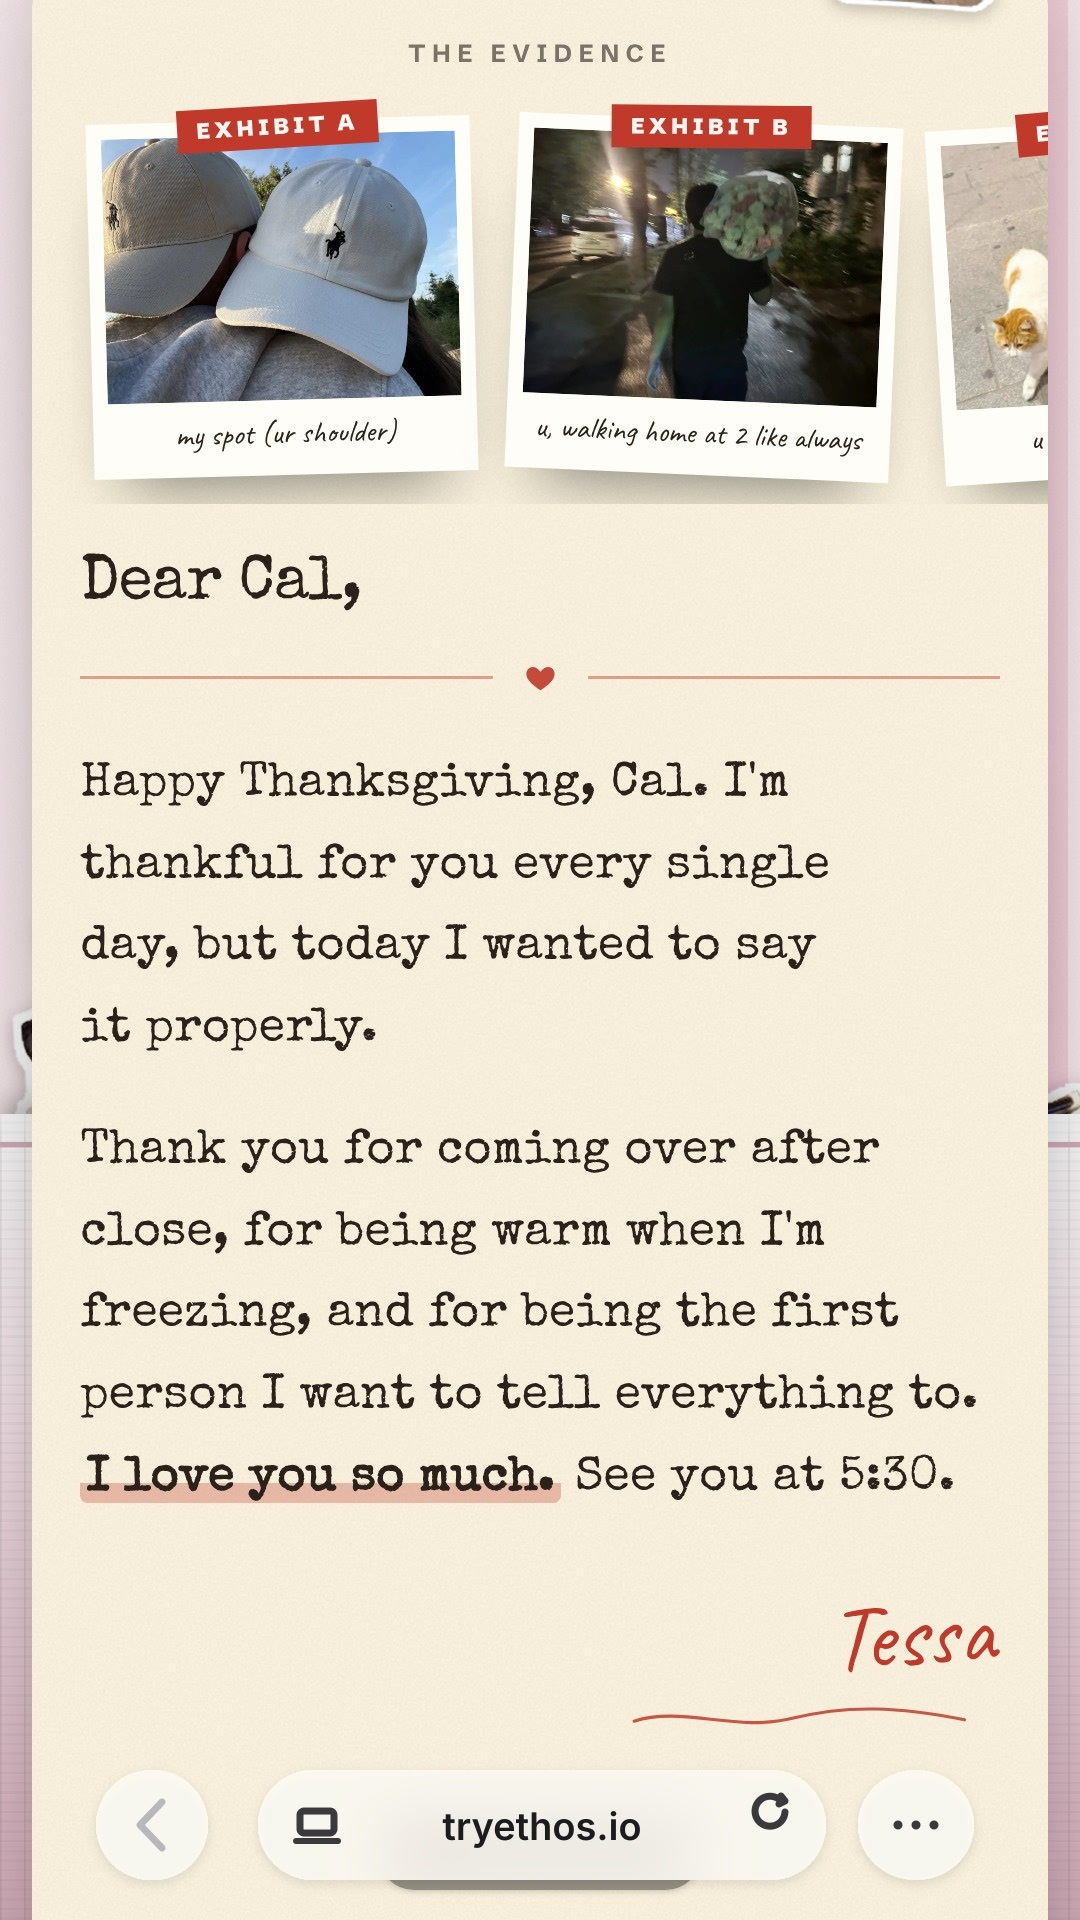 THE EVIDENCE
EXHIBIT A
EXHIBIT B
my spot (ur shoulder)
u, walking home at 2 like always
u
Dear Cal,
Happy Thanksgiving, Cal. I'm
thankful for you every single
day, but today I wanted to say
it properly.
Thank you for coming over after
close, for being warm when I'm
freezing, and for being the first
person I want to tell everything to.
I love you so much. See you at 5:30.
Tessa
tryethos.io